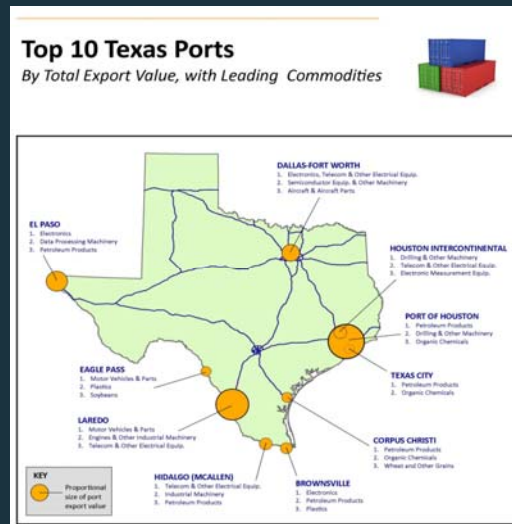 Top 10 Texas Ports
By Total Export Value, with Leading Commodities
DALLAS-FORT WORTH
1. Electronics, Telecom & Other Electrical Equip.
2. Semiconductor Equip. & Other Machinery
3. Aircraft & Aircraft Parts
EL PASO
1. Electronics
2. Data Processing Machinery
3. Petroleum Products
HOUSTON INTERCONTINENTAL
1. Drilling & Other Machinery
2. Telecom & Other Electrical Equip.
3. Electronic Measurement Equip.
PORT OF HOUSTON
1. Petroleum Products
2. Drilling & Other Machinery
3. Organic Chemicals
EAGLE PASS
1. Motor Vehicles & Parts
2. Plastics
3. Soybeans
TEXAS CITY
1. Petroleum Products
2. Organic Chemicals
LAREDO
1. Motor Vehicles & Parts
2. Engines & Other Industrial Machinery
3. Telecom & Other Electrical Equip.
CORPUS CHRISTI
1. Petroleum Products
2. Organic Chemicals
3. Wheat and Other Grains
HIDALGO (MCALLEN)
1. Telecom & Other Electrical Equip.
2. Industrial Machinery
3. Petroleum Products
BROWNSVILLE
1. Electronics
2. Petroleum Products
3. Plastics
KEY
Proportional
size of port
export value